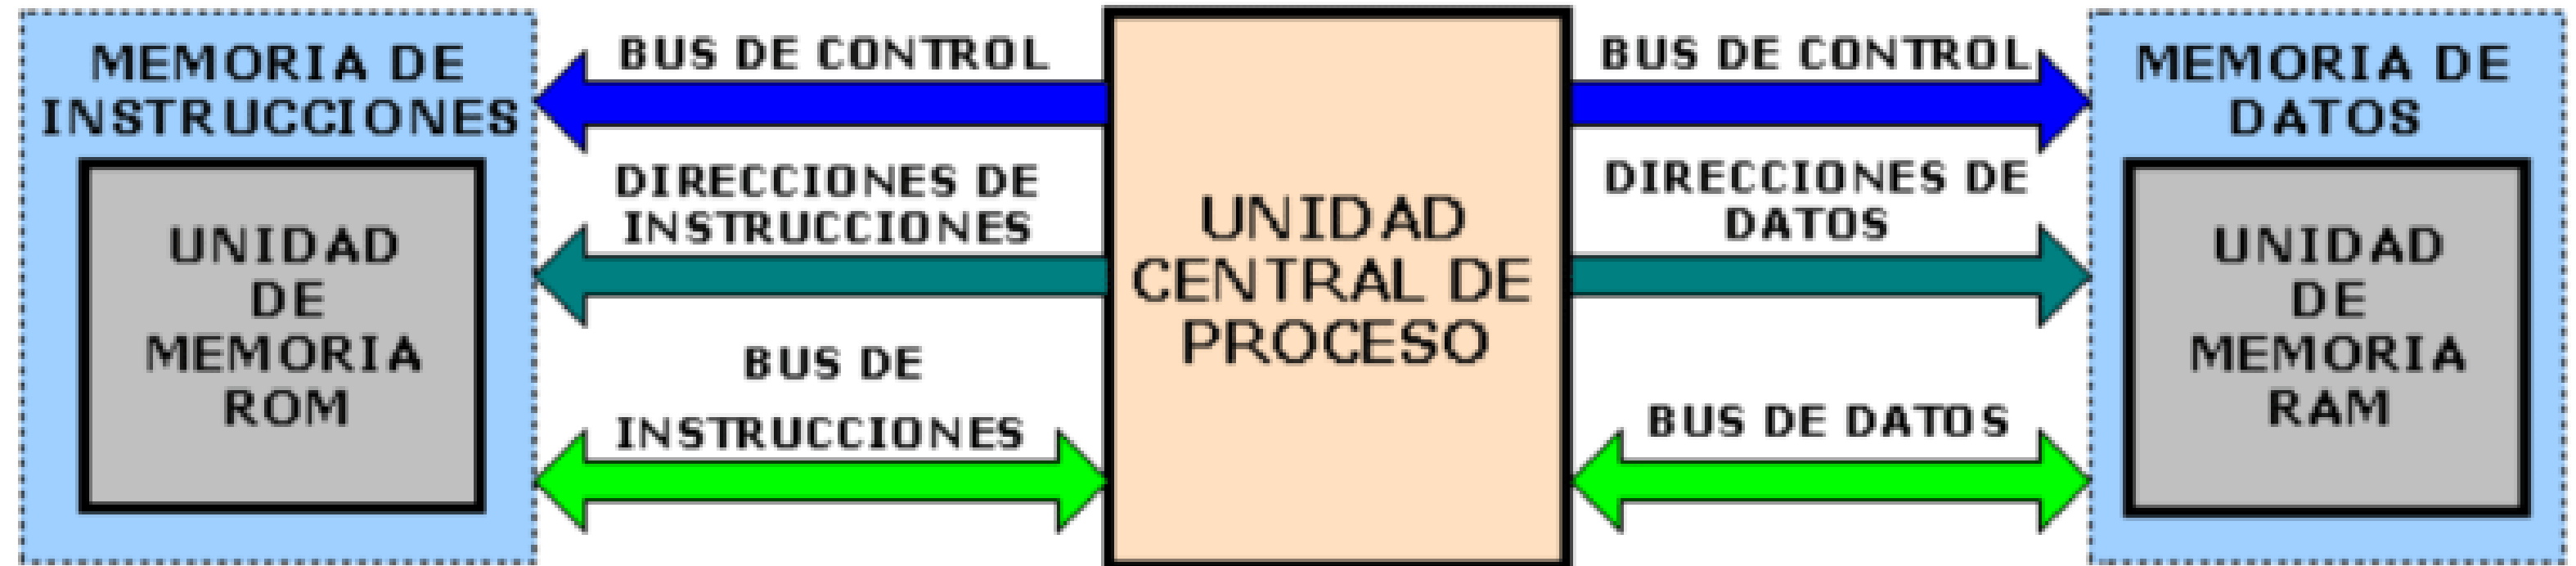 MEMORIA DE
INSTRUCCIONES
UNIDAD
DE
MEMORIA
ROM
BUS DE CONTROL
DIRECCIONES DE
INSTRUCCIONES
BUS DE
INSTRUCCIONES
UNIDAD
CENTRAL DE
PROCESO
BUS DE CONTROL
DIRECCIONES DE
DATOS
BUS DE DATOS
MEMORIA DE
DATOS
UNIDAD
DE
MEMORIA
RAM